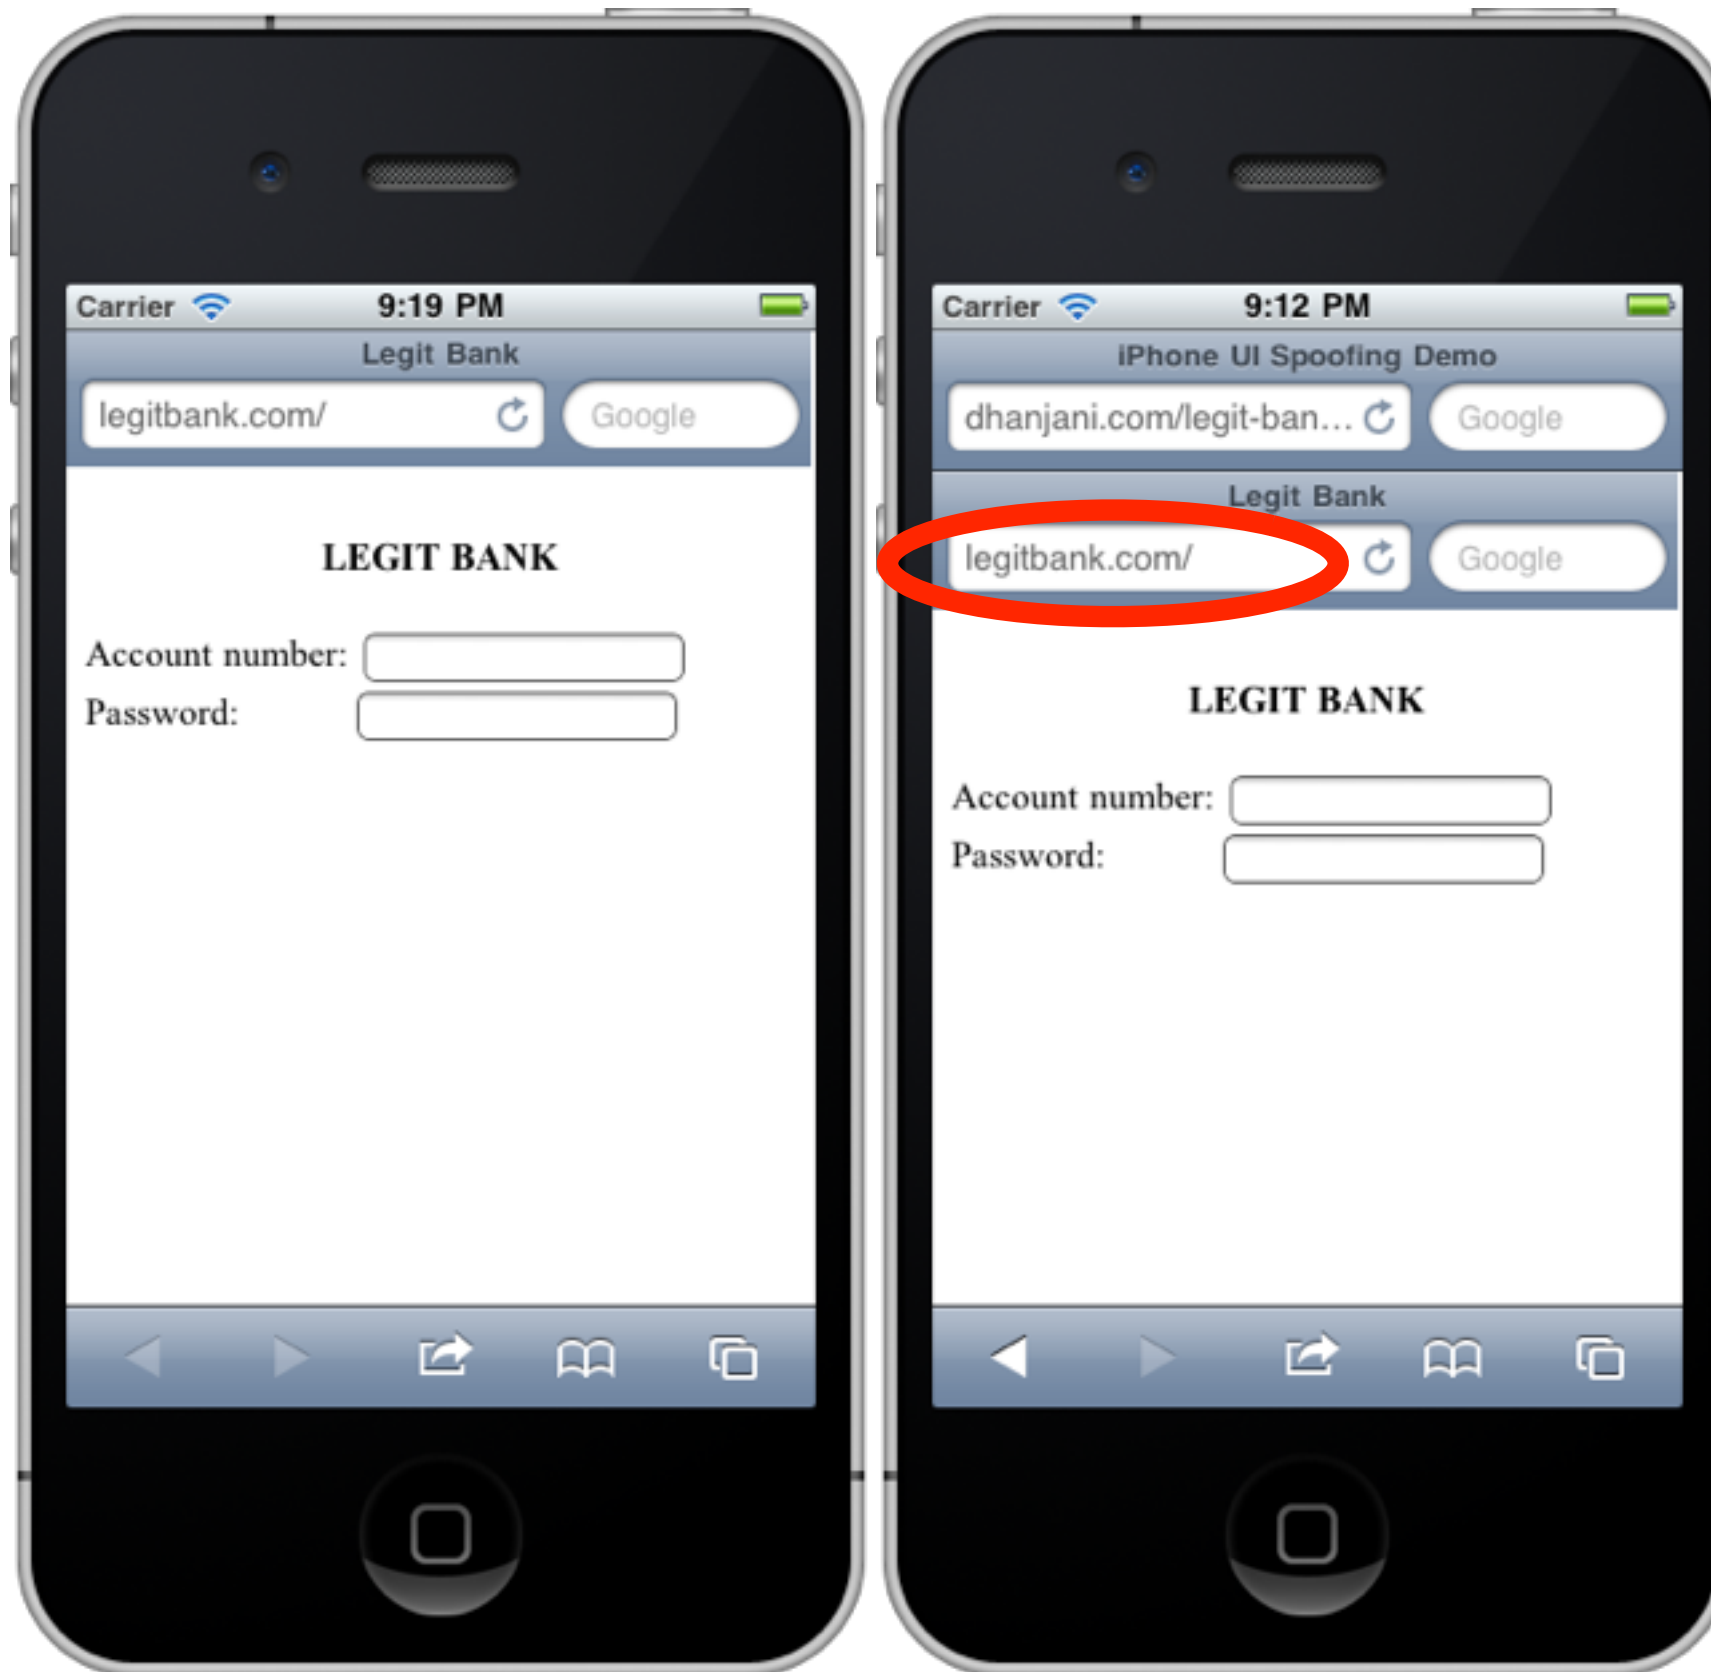 Carrier 9:19 PM
Legit Bank
legitbank.com/ Google
LEGIT BANK
Account number:
Password:
Carrier 9:12 PM
iPhone UI Spoofing Demo
dhanjani.com/legit-ban... Google
Legit Bank
legitbank.com/ Google
LEGIT BANK
Account number:
Password: